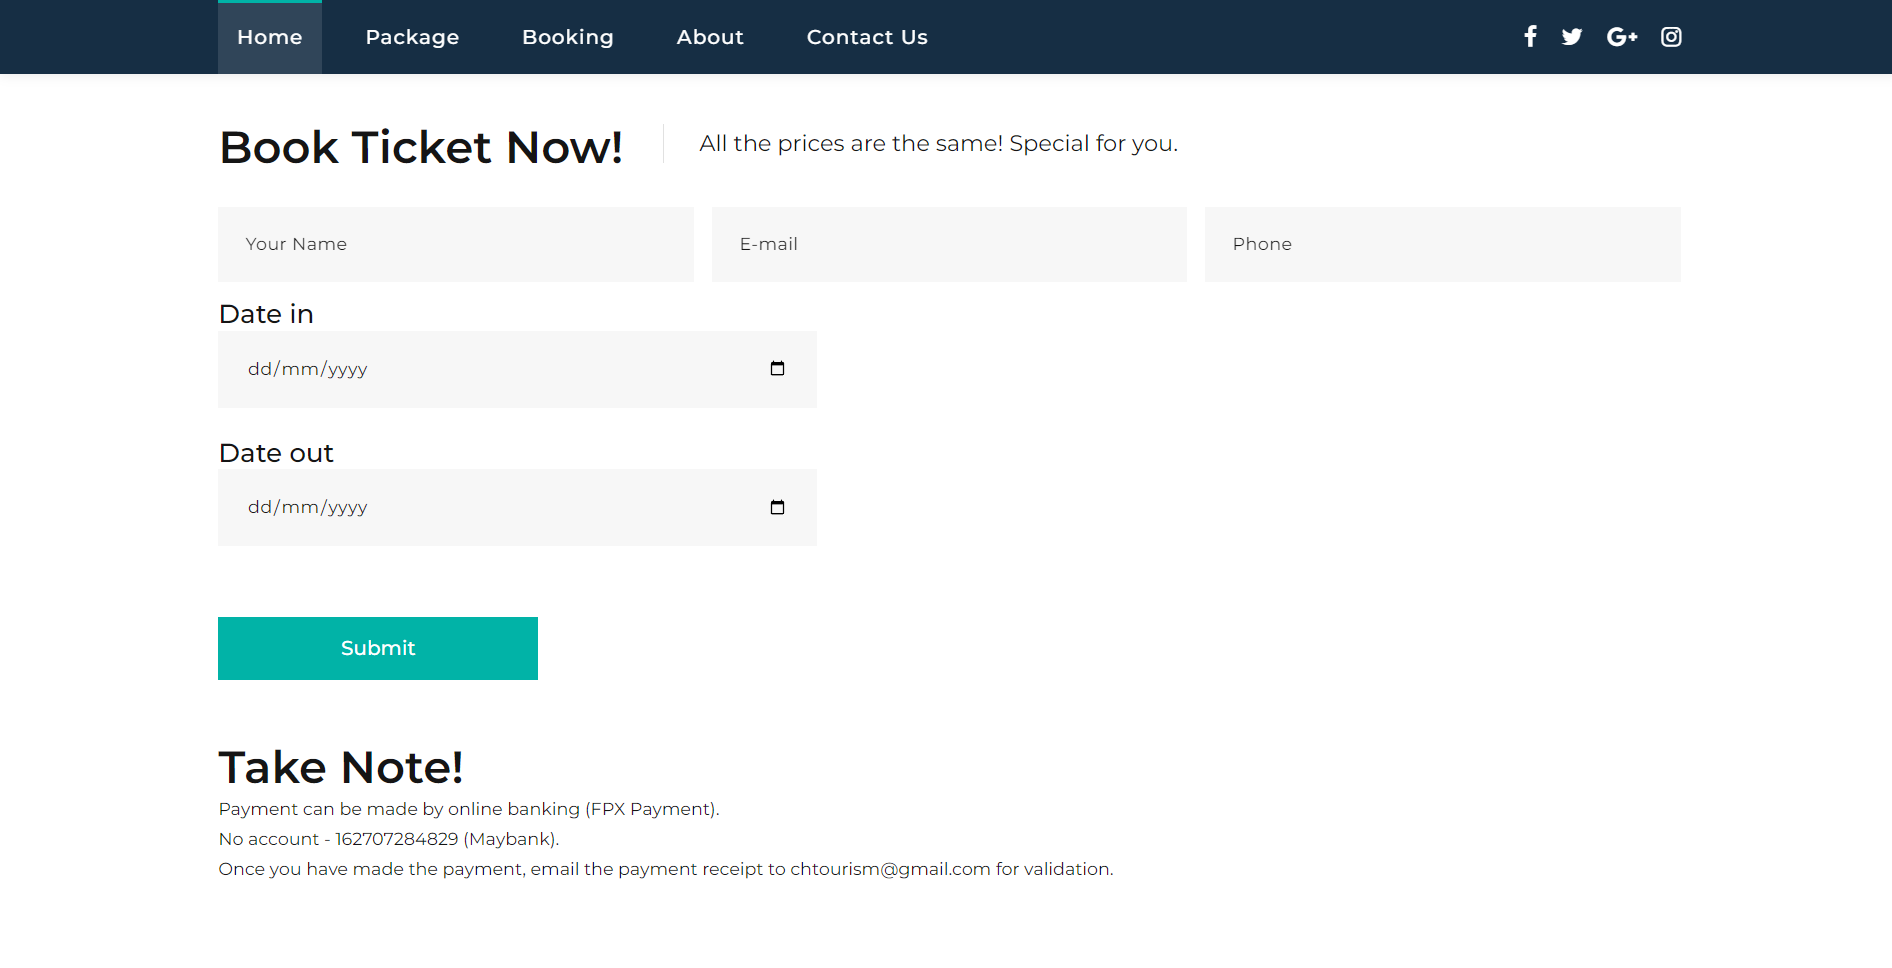 Home Package Booking About Contact Us
Book Ticket Now! All the prices are the same! Special for you.
Your Name E-mail Phone
Date in
dd/mm/yyyy
Date out
dd/mm/yyyy
Submit
Take Note!
Payment can be made by online banking (FPX Payment).
No account - 162707284829 (Maybank).
Once you have made the payment, email the payment receipt to chtourism@gmail.com for validation.